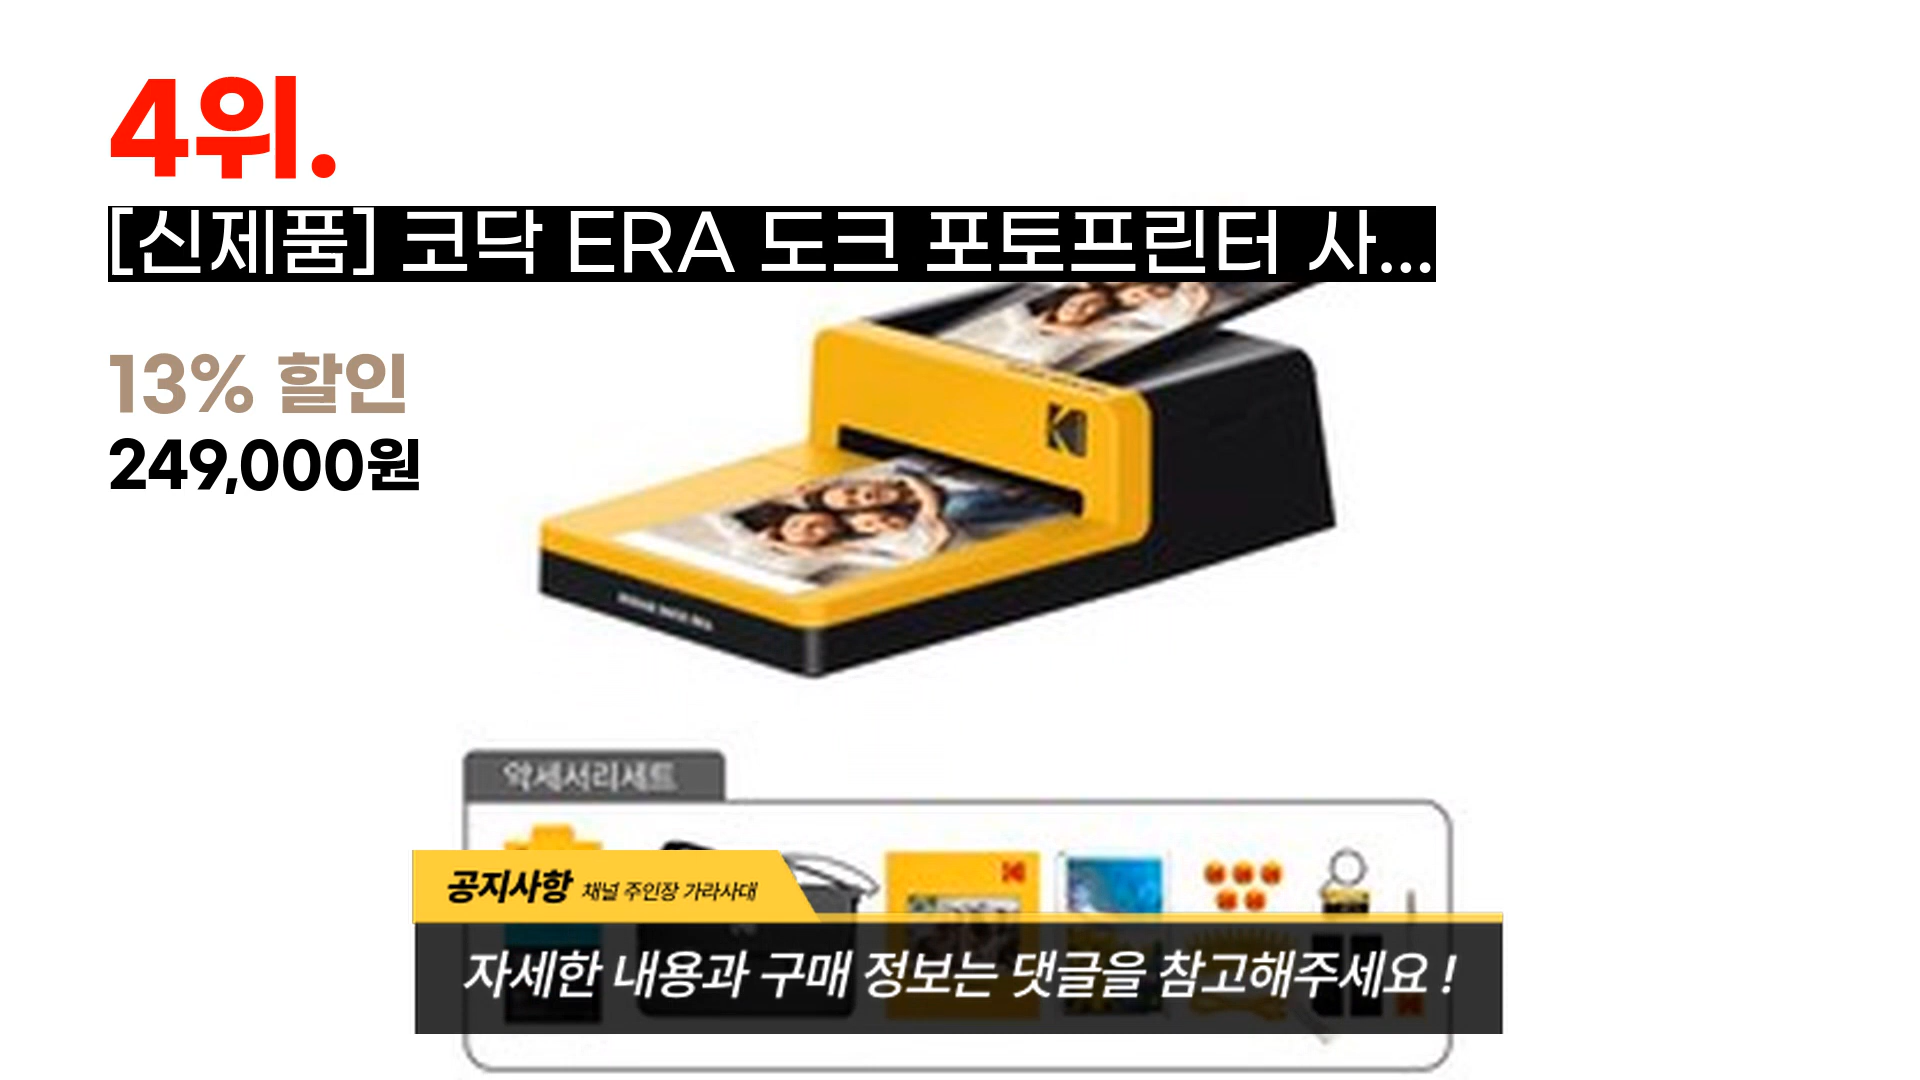 4위.
[신제품] 코닥 ERA 도크 포토프린터 사...
13% 할인
249,000원
악세서리세트
공지사항 채널 주인장 가라사대
자세한 내용과 구매 정보는 댓글을 참고해주세요 !